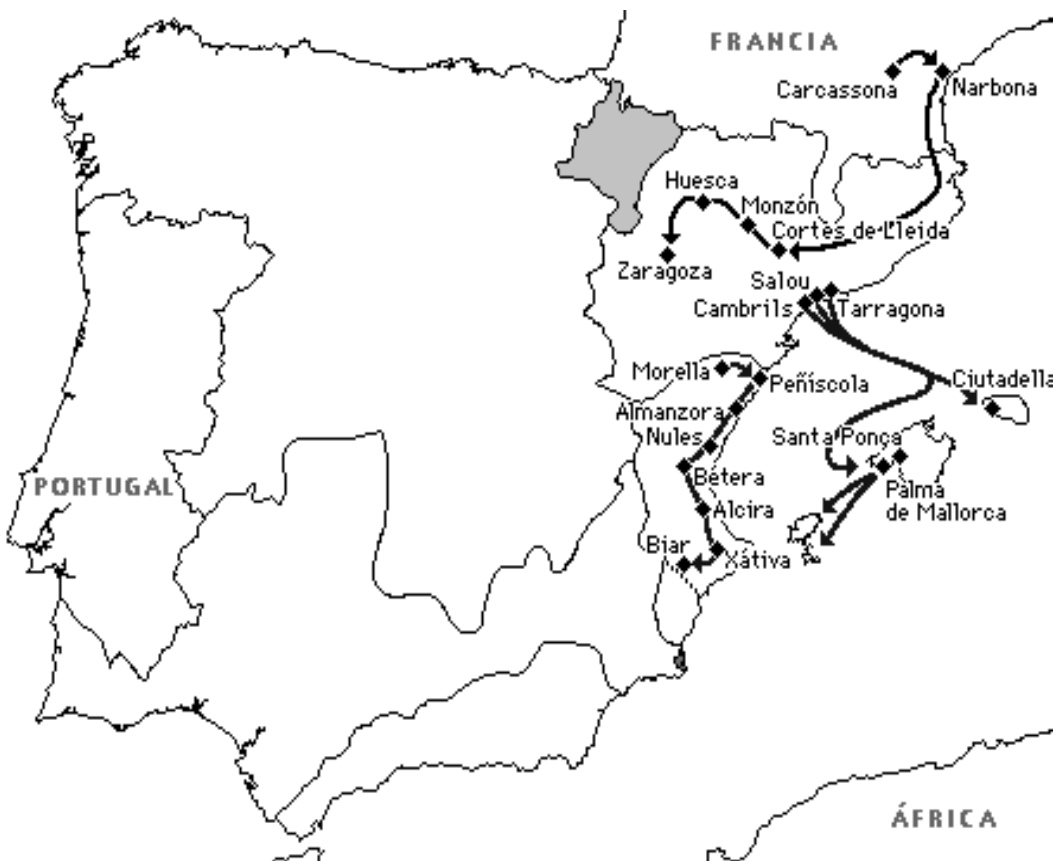 FRANCIA
Carcassona
Narbona
Huesca
Monzón
Cortes de Lleida
Zaragoza
Salou
Cambrils
Tarragona
Morella
Peñíscola
Ciutadella
Almanzora
Nules
Santa Ponça
Bétera
PORTUGAL
Palma
de Mallorca
Alcira
Biar
Xátiva
ÁFRICA